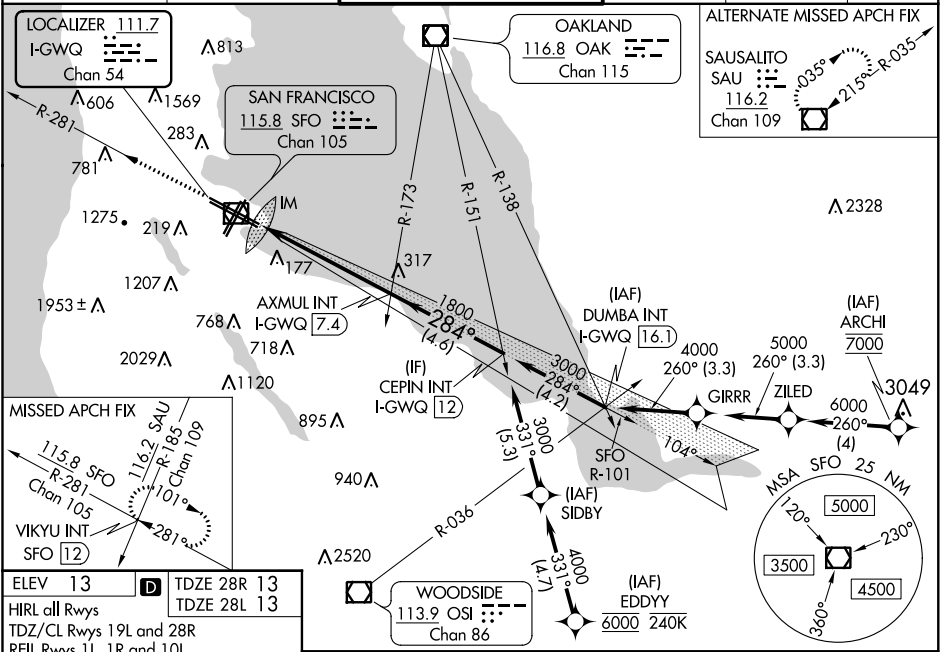 LOCALIZER 111.7
I-GWQ
Chan 54
OAKLAND
116.8 OAK
Chan 115
ALTERNATE MISSED APCH FIX
SAUSALITO
SAU
116.2
Chan 109
035°
215°
R-035
813
606
1569
283
781
R-281
SAN FRANCISCO
115.8 SFO
Chan 105
R-173
R-151
R-138
2328
IM
1275
219
177
317
1207
1953 ±
768
718
2029
1120
895
940
2520
AXMUL INT
I-GWQ 7.4
1800
284°
(4.6)
(IF)
CEPIN INT
I-GWQ 12
(IAF)
DUMBA INT
I-GWQ 16.1
3000
284°
(4.2)
4000
260° (3.3)
GIRRR
5000
260° (3.3)
ZILED
(IAF)
ARCHI
7000
3049
6000
260°
(4)
104°
SFO
R-101
3000
331°
(5.3)
(IAF)
SIDBY
R-036
4000
331°
(4.7)
(IAF)
EDDYY
6000 240K
WOODSIDE
113.9 OSI
Chan 86
MSA SFO 25 NM
120°
230°
360°
5000
3500
4500
MISSED APCH FIX
115.8 SFO
R-281
Chan 105
116.2 SAU
R-185
Chan 109
101°
281°
VIKYU INT
SFO 12
ELEV 13
D
TDZE 28R 13
TDZE 28L 13
HIRL all Rwys
TDZ/CL Rwys 19L and 28R
REIL Rwys 1L, 1R and 10L